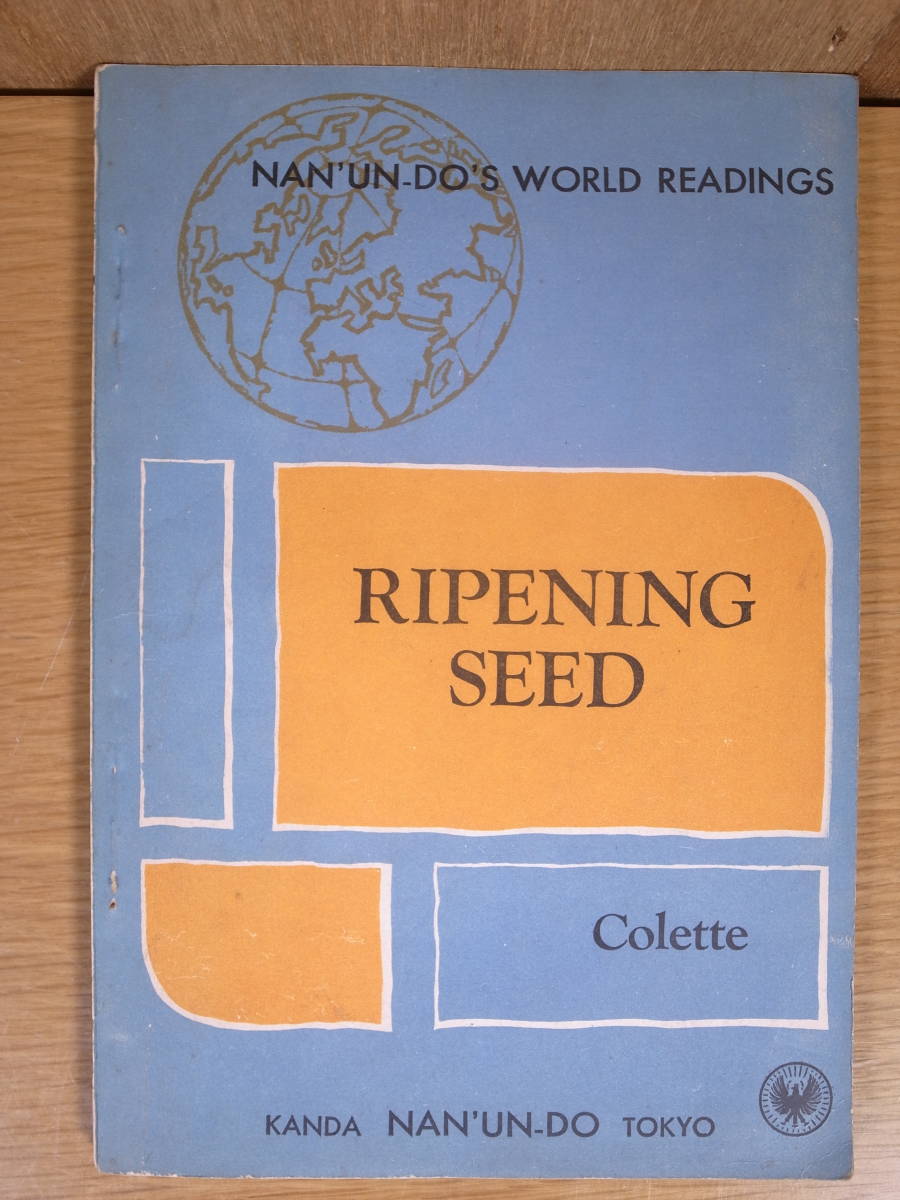 NAN'UN-DO'S WORLD READINGS
RIPENING
SEED
Colette
KANDA NAN'UN-DO TOKYO